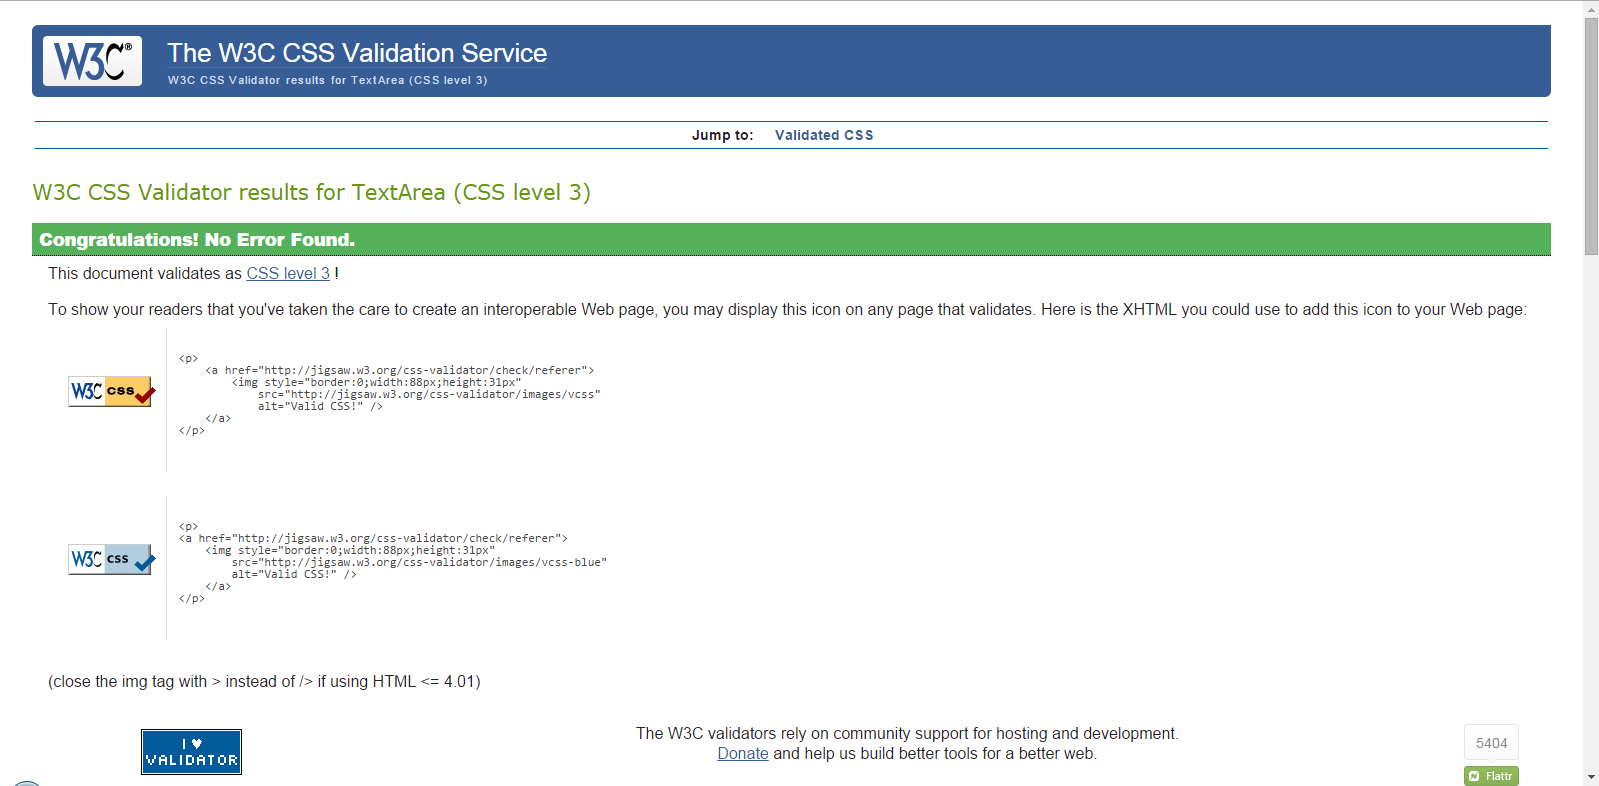 W3C®
The W3C CSS Validation Service
W3C CSS Validator results for TextArea (CSS level 3)
Jump to: Validated CSS
W3C CSS Validator results for TextArea (CSS level 3)
Congratulations! No Error Found.
This document validates as CSS level 3 !
To show your readers that you've taken the care to create an interoperable Web page, you may display this icon on any page that validates. Here is the XHTML you could use to add this icon to your Web page:
W3C css
<p>
    <a href="http://jigsaw.w3.org/css-validator/check/referer">
        <img style="border:0;width:88px;height:31px"
            src="http://jigsaw.w3.org/css-validator/images/vcss"
            alt="Valid CSS!" />
    </a>
</p>
W3C css
<p>
<a href="http://jigsaw.w3.org/css-validator/check/referer">
    <img style="border:0;width:88px;height:31px"
        src="http://jigsaw.w3.org/css-validator/images/vcss-blue"
        alt="Valid CSS!" />
    </a>
</p>
(close the img tag with > instead of /> if using HTML <= 4.01)
I ♥
VALIDATOR
The W3C validators rely on community support for hosting and development.
Donate and help us build better tools for a better web.
5404
Flattr